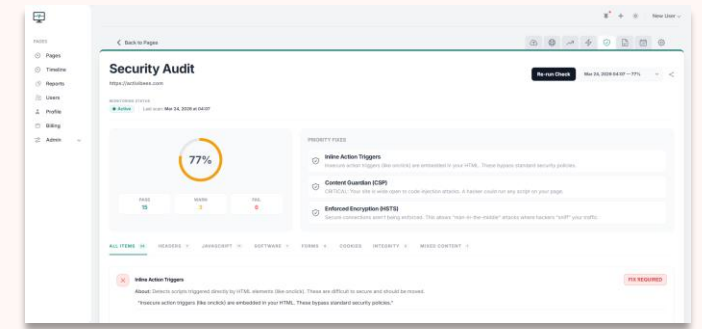 New User
PAGES
Back to Pages
Pages
Timeline
Reports
Users
Profile
Billing
Admin
Security Audit
Re-run Check
Mar 24, 2026 04:07 — 77%
MONITORING STATUS
Active
Last scan: Mar 24, 2026 at 04:07
77%
PASS
WARN
FAIL
15
3
PRIORITY FIXES
Inline Action Triggers
Insecure action triggers (like onclick) are embedded in your HTML. These bypass standard security policies.
Content Guardian (CSP)
CRITICAL: Your site is wide open to code injection attacks. A hacker could run any script on your page.
Enforced Encryption (HSTS)
Secure connections aren't being enforced. This allows "man-in-the-middle" attacks where hackers "sniff" your traffic.
ALL ITEMS HEADERS JAVASCRIPT SOFTWARE FORMS COOKIES INTEGRITY MIXED CONTENT
Inline Action Triggers
FIX REQUIRED
About: Detects scripts triggered directly by HTML elements (like onclick). These are difficult to secure and should be moved.
"Insecure action triggers (like onclick) are embedded in your HTML. These bypass standard security policies."